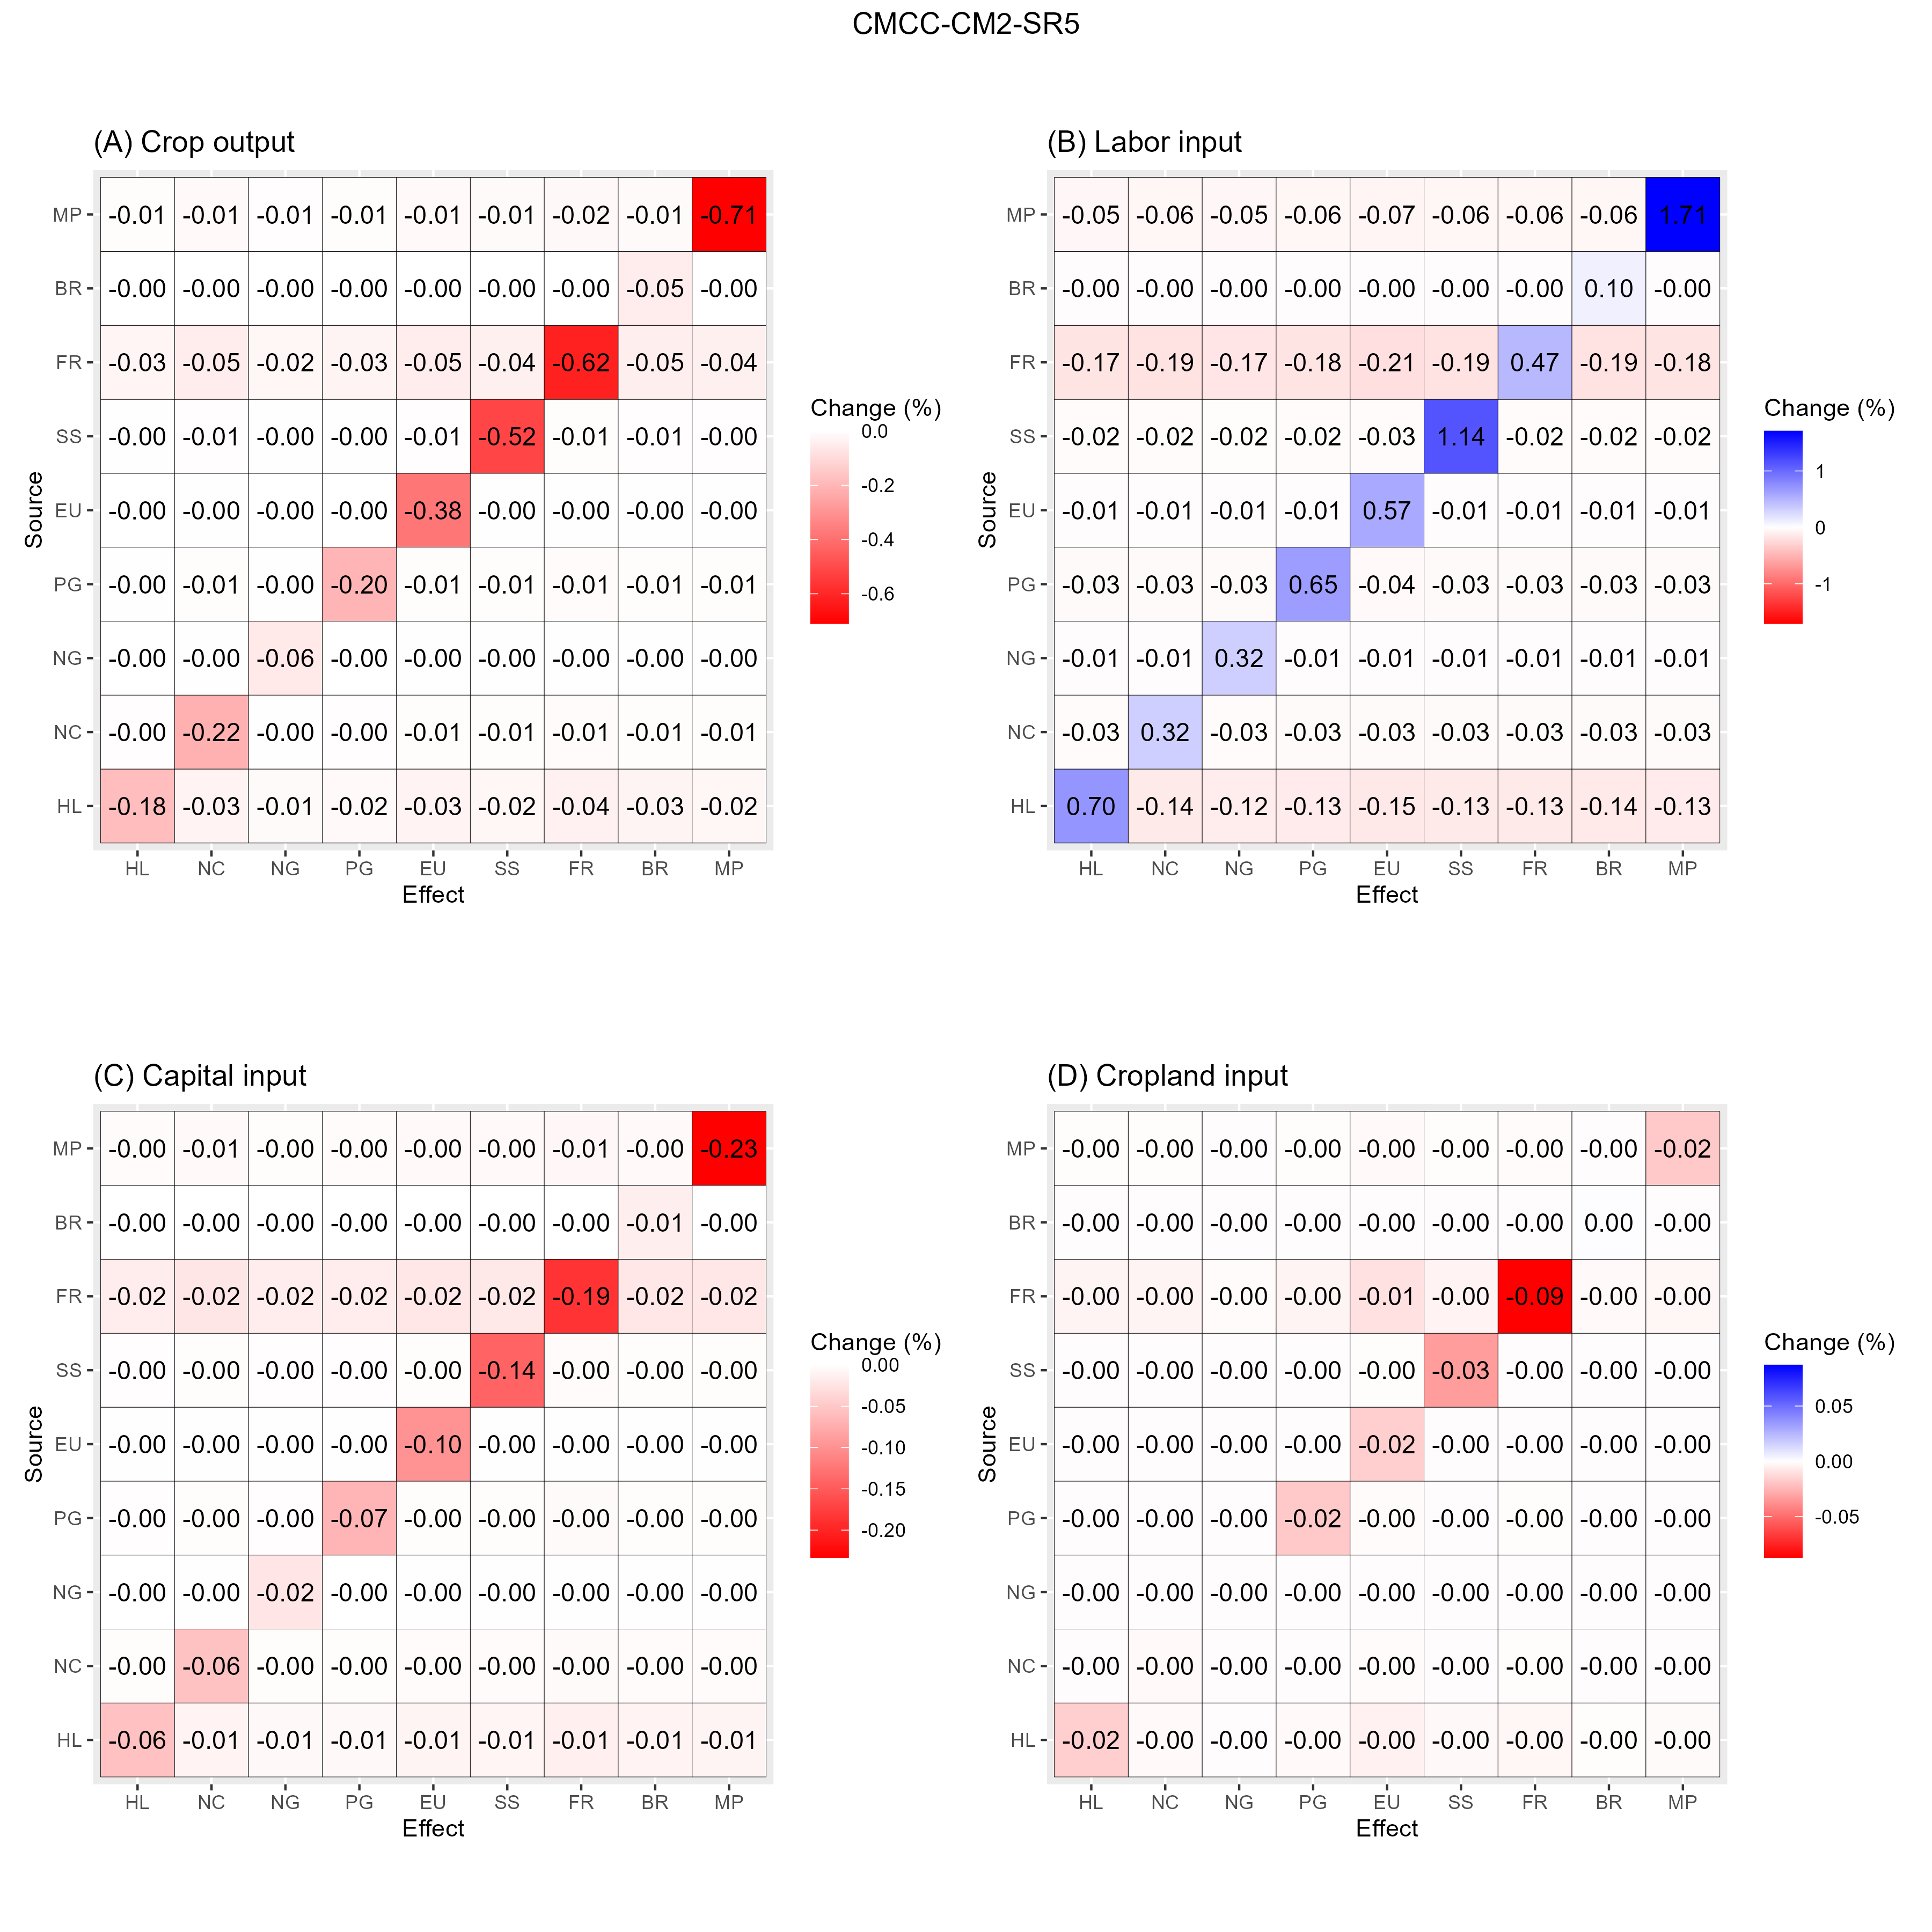 CMCC-CM2-SR5
(A) Crop output
MP -0.01 -0.01 -0.01 -0.01 -0.01 -0.01 -0.02 -0.01 -0.71
BR -0.00 -0.00 -0.00 -0.00 -0.00 -0.00 -0.00 -0.05 -0.00
FR -0.03 -0.05 -0.02 -0.03 -0.05 -0.04 -0.62 -0.05 -0.04
SS -0.00 -0.01 -0.00 -0.00 -0.01 -0.52 -0.01 -0.01 -0.00
EU -0.00 -0.00 -0.00 -0.00 -0.38 -0.00 -0.00 -0.00 -0.00
PG -0.00 -0.01 -0.00 -0.20 -0.01 -0.01 -0.01 -0.01 -0.01
NG -0.00 -0.00 -0.06 -0.00 -0.00 -0.00 -0.00 -0.00 -0.00
NC -0.00 -0.22 -0.00 -0.00 -0.01 -0.01 -0.01 -0.01 -0.01
HL -0.18 -0.03 -0.01 -0.02 -0.03 -0.02 -0.04 -0.03 -0.02
HL NC NG PG EU SS FR BR MP
Effect
Source
Change (%)
0.0
-0.2
-0.4
-0.6
(B) Labor input
MP -0.05 -0.06 -0.05 -0.06 -0.07 -0.06 -0.06 -0.06 1.71
BR -0.00 -0.00 -0.00 -0.00 -0.00 -0.00 -0.00 0.10 -0.00
FR -0.17 -0.19 -0.17 -0.18 -0.21 -0.19 0.47 -0.19 -0.18
SS -0.02 -0.02 -0.02 -0.02 -0.03 1.14 -0.02 -0.02 -0.02
EU -0.01 -0.01 -0.01 -0.01 0.57 -0.01 -0.01 -0.01 -0.01
PG -0.03 -0.03 -0.03 0.65 -0.04 -0.03 -0.03 -0.03 -0.03
NG -0.01 -0.01 0.32 -0.01 -0.01 -0.01 -0.01 -0.01 -0.01
NC -0.03 0.32 -0.03 -0.03 -0.03 -0.03 -0.03 -0.03 -0.03
HL 0.70 -0.14 -0.12 -0.13 -0.15 -0.13 -0.13 -0.14 -0.13
HL NC NG PG EU SS FR BR MP
Effect
Source
Change (%)
1
0
-1
(C) Capital input
MP -0.00 -0.01 -0.00 -0.00 -0.00 -0.00 -0.01 -0.00 -0.23
BR -0.00 -0.00 -0.00 -0.00 -0.00 -0.00 -0.00 -0.01 -0.00
FR -0.02 -0.02 -0.02 -0.02 -0.02 -0.02 -0.19 -0.02 -0.02
SS -0.00 -0.00 -0.00 -0.00 -0.00 -0.14 -0.00 -0.00 -0.00
EU -0.00 -0.00 -0.00 -0.00 -0.10 -0.00 -0.00 -0.00 -0.00
PG -0.00 -0.00 -0.00 -0.07 -0.00 -0.00 -0.00 -0.00 -0.00
NG -0.00 -0.00 -0.02 -0.00 -0.00 -0.00 -0.00 -0.00 -0.00
NC -0.00 -0.06 -0.00 -0.00 -0.00 -0.00 -0.00 -0.00 -0.00
HL -0.06 -0.01 -0.01 -0.01 -0.01 -0.01 -0.01 -0.01 -0.01
HL NC NG PG EU SS FR BR MP
Effect
Source
Change (%)
0.00
-0.05
-0.10
-0.15
-0.20
(D) Cropland input
MP -0.00 -0.00 -0.00 -0.00 -0.00 -0.00 -0.00 -0.00 -0.02
BR -0.00 -0.00 -0.00 -0.00 -0.00 -0.00 -0.00 0.00 -0.00
FR -0.00 -0.00 -0.00 -0.00 -0.01 -0.00 -0.09 -0.00 -0.00
SS -0.00 -0.00 -0.00 -0.00 -0.00 -0.03 -0.00 -0.00 -0.00
EU -0.00 -0.00 -0.00 -0.00 -0.02 -0.00 -0.00 -0.00 -0.00
PG -0.00 -0.00 -0.00 -0.02 -0.00 -0.00 -0.00 -0.00 -0.00
NG -0.00 -0.00 -0.00 -0.00 -0.00 -0.00 -0.00 -0.00 -0.00
NC -0.00 -0.00 -0.00 -0.00 -0.00 -0.00 -0.00 -0.00 -0.00
HL -0.02 -0.00 -0.00 -0.00 -0.00 -0.00 -0.00 -0.00 -0.00
HL NC NG PG EU SS FR BR MP
Effect
Source
Change (%)
0.05
0.00
-0.05